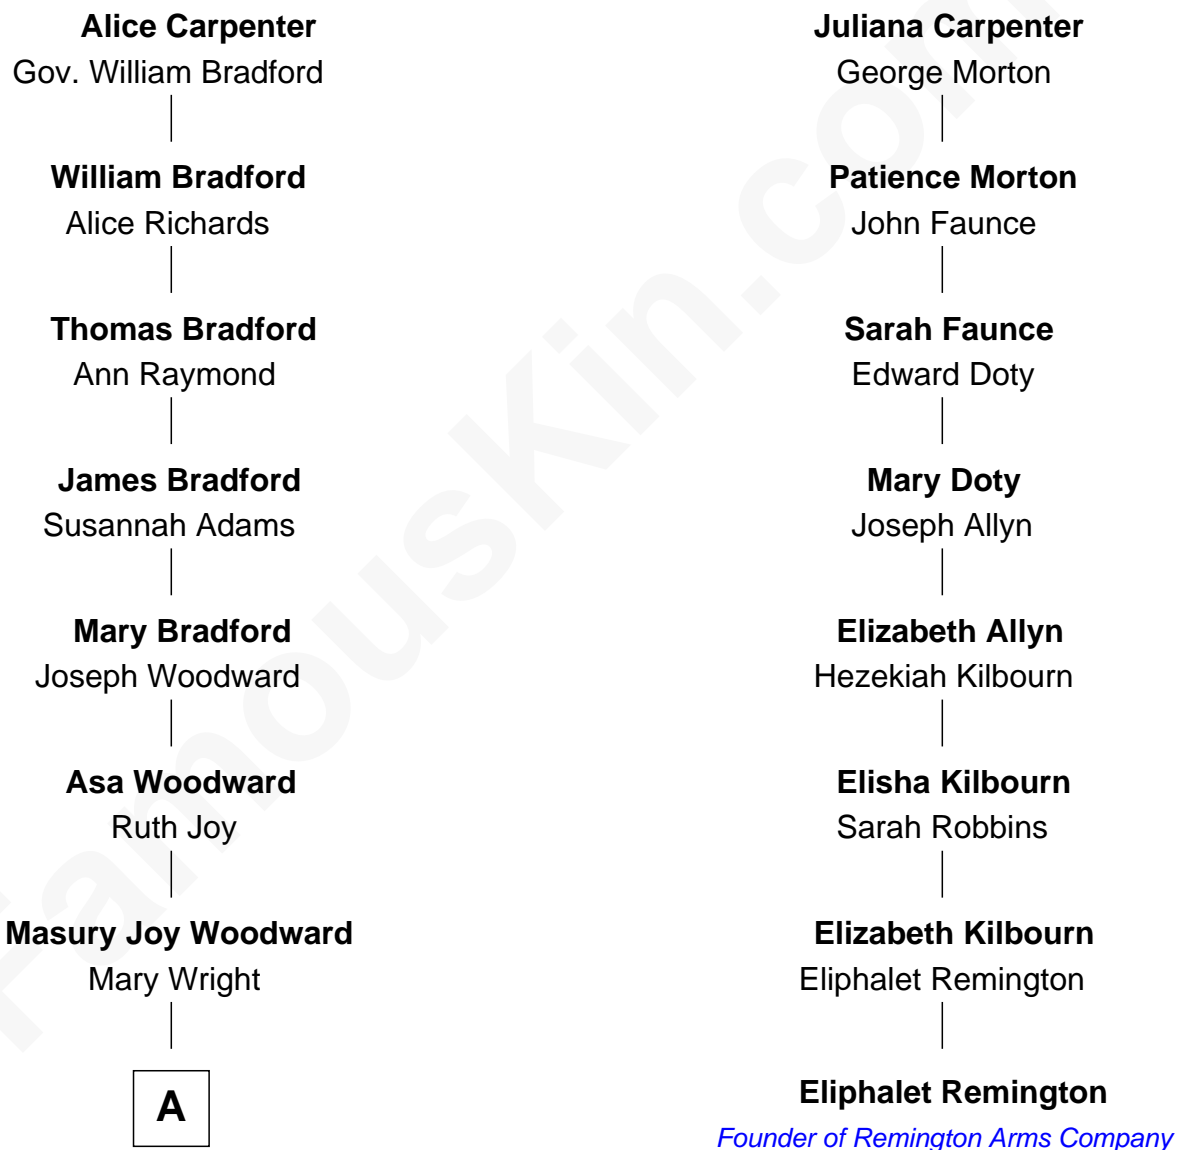 Alice Carpenter
Gov. William Bradford
William Bradford
Alice Richards
Thomas Bradford
Ann Raymond
James Bradford
Susannah Adams
Mary Bradford
Joseph Woodward
Asa Woodward
Ruth Joy
Masury Joy Woodward
Mary Wright
A
Juliana Carpenter
George Morton
Patience Morton
John Faunce
Sarah Faunce
Edward Doty
Mary Doty
Joseph Allyn
Elizabeth Allyn
Hezekiah Kilbourn
Elisha Kilbourn
Sarah Robbins
Elizabeth Kilbourn
Eliphalet Remington
Eliphalet Remington
Founder of Remington Arms Company
FamousKin.com